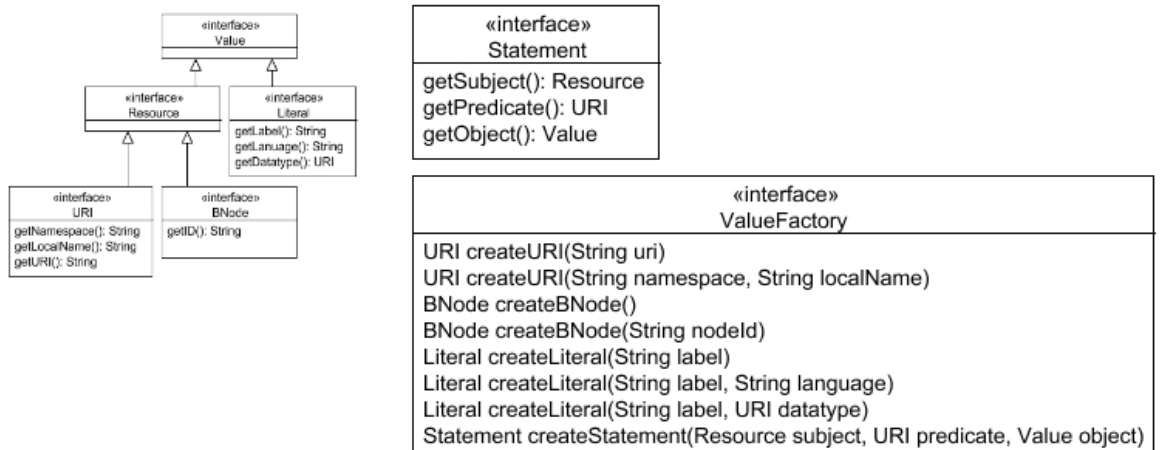 «interface»
Value
«interface»
Resource
«interface»
Literal
getLabel(): String
getLanuage(): String
getDatatype(): URI
«interface»
URI
getNamespace(): String
getLocalName(): String
getURI(): String
«interface»
BNode
getID(): String
«interface»
Statement
getSubject(): Resource
getPredicate(): URI
getObject(): Value
«interface»
ValueFactory
URI createURI(String uri)
URI createURI(String namespace, String localName)
BNode createBNode()
BNode createBNode(String nodeId)
Literal createLiteral(String label)
Literal createLiteral(String label, String language)
Literal createLiteral(String label, URI datatype)
Statement createStatement(Resource subject, URI predicate, Value object)